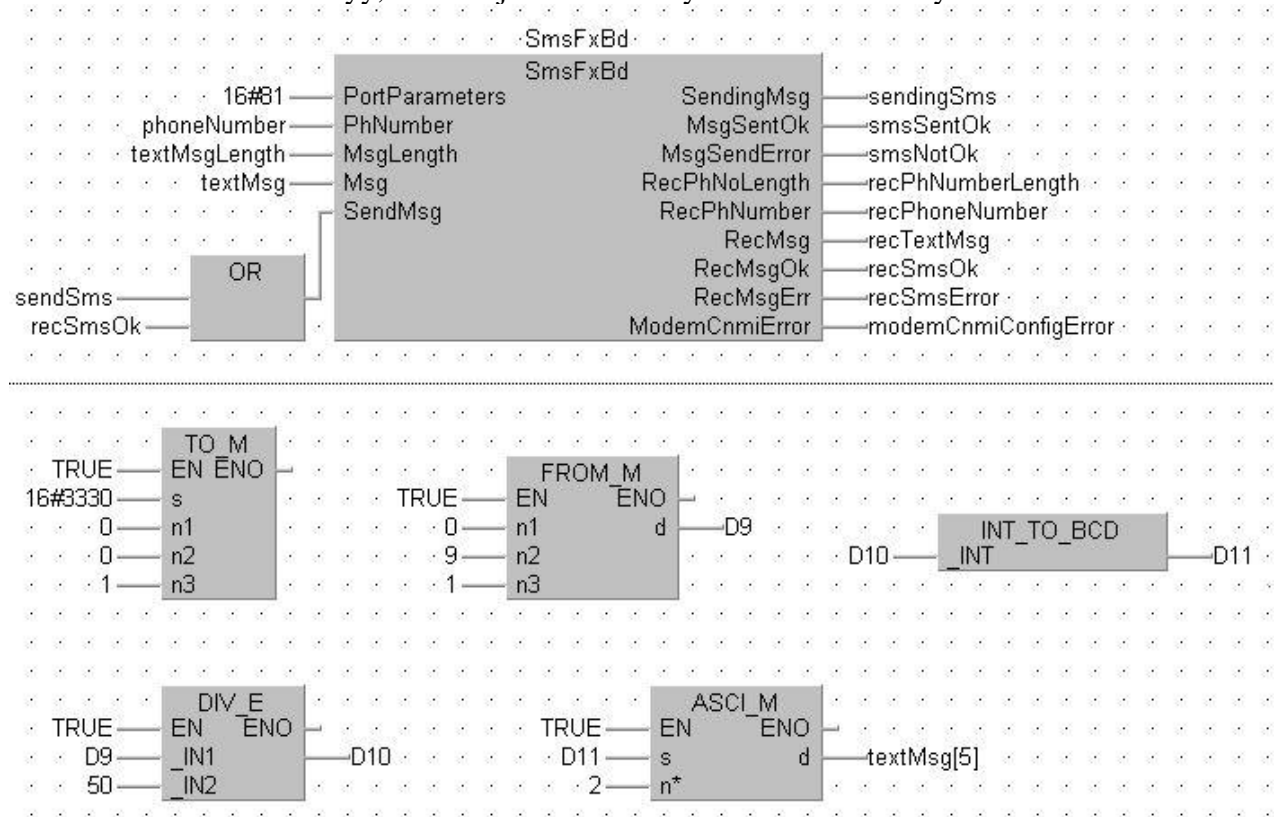 SmsFxBd
SmsFxBd
16#81 PortParameters SendingMsg sendingSms
phoneNumber PhNumber MsgSentOk smsSentOk
textMsgLength MsgLength MsgSendError smsNotOk
textMsg Msg RecPhNoLength recPhNumberLength
SendMsg RecPhNumber recPhoneNumber
RecMsg recTextMsg
OR RecMsgOk recSmsOk
sendSms RecMsgErr recSmsError
recSmsOk ModemCnmiError modemCnmiConfigError
TO_M
TRUE EN ENO
16#3330 s
0 n1
0 n2
1 n3
FROM_M
TRUE EN ENO
0 n1 d D9
9 n2
1 n3
INT_TO_BCD
D10 _INT D11
DIV_E
TRUE EN ENO
D9 _IN1 D10
50 _IN2
ASCI_M
TRUE EN ENO
D11 s d textMsg[5]
2 n*